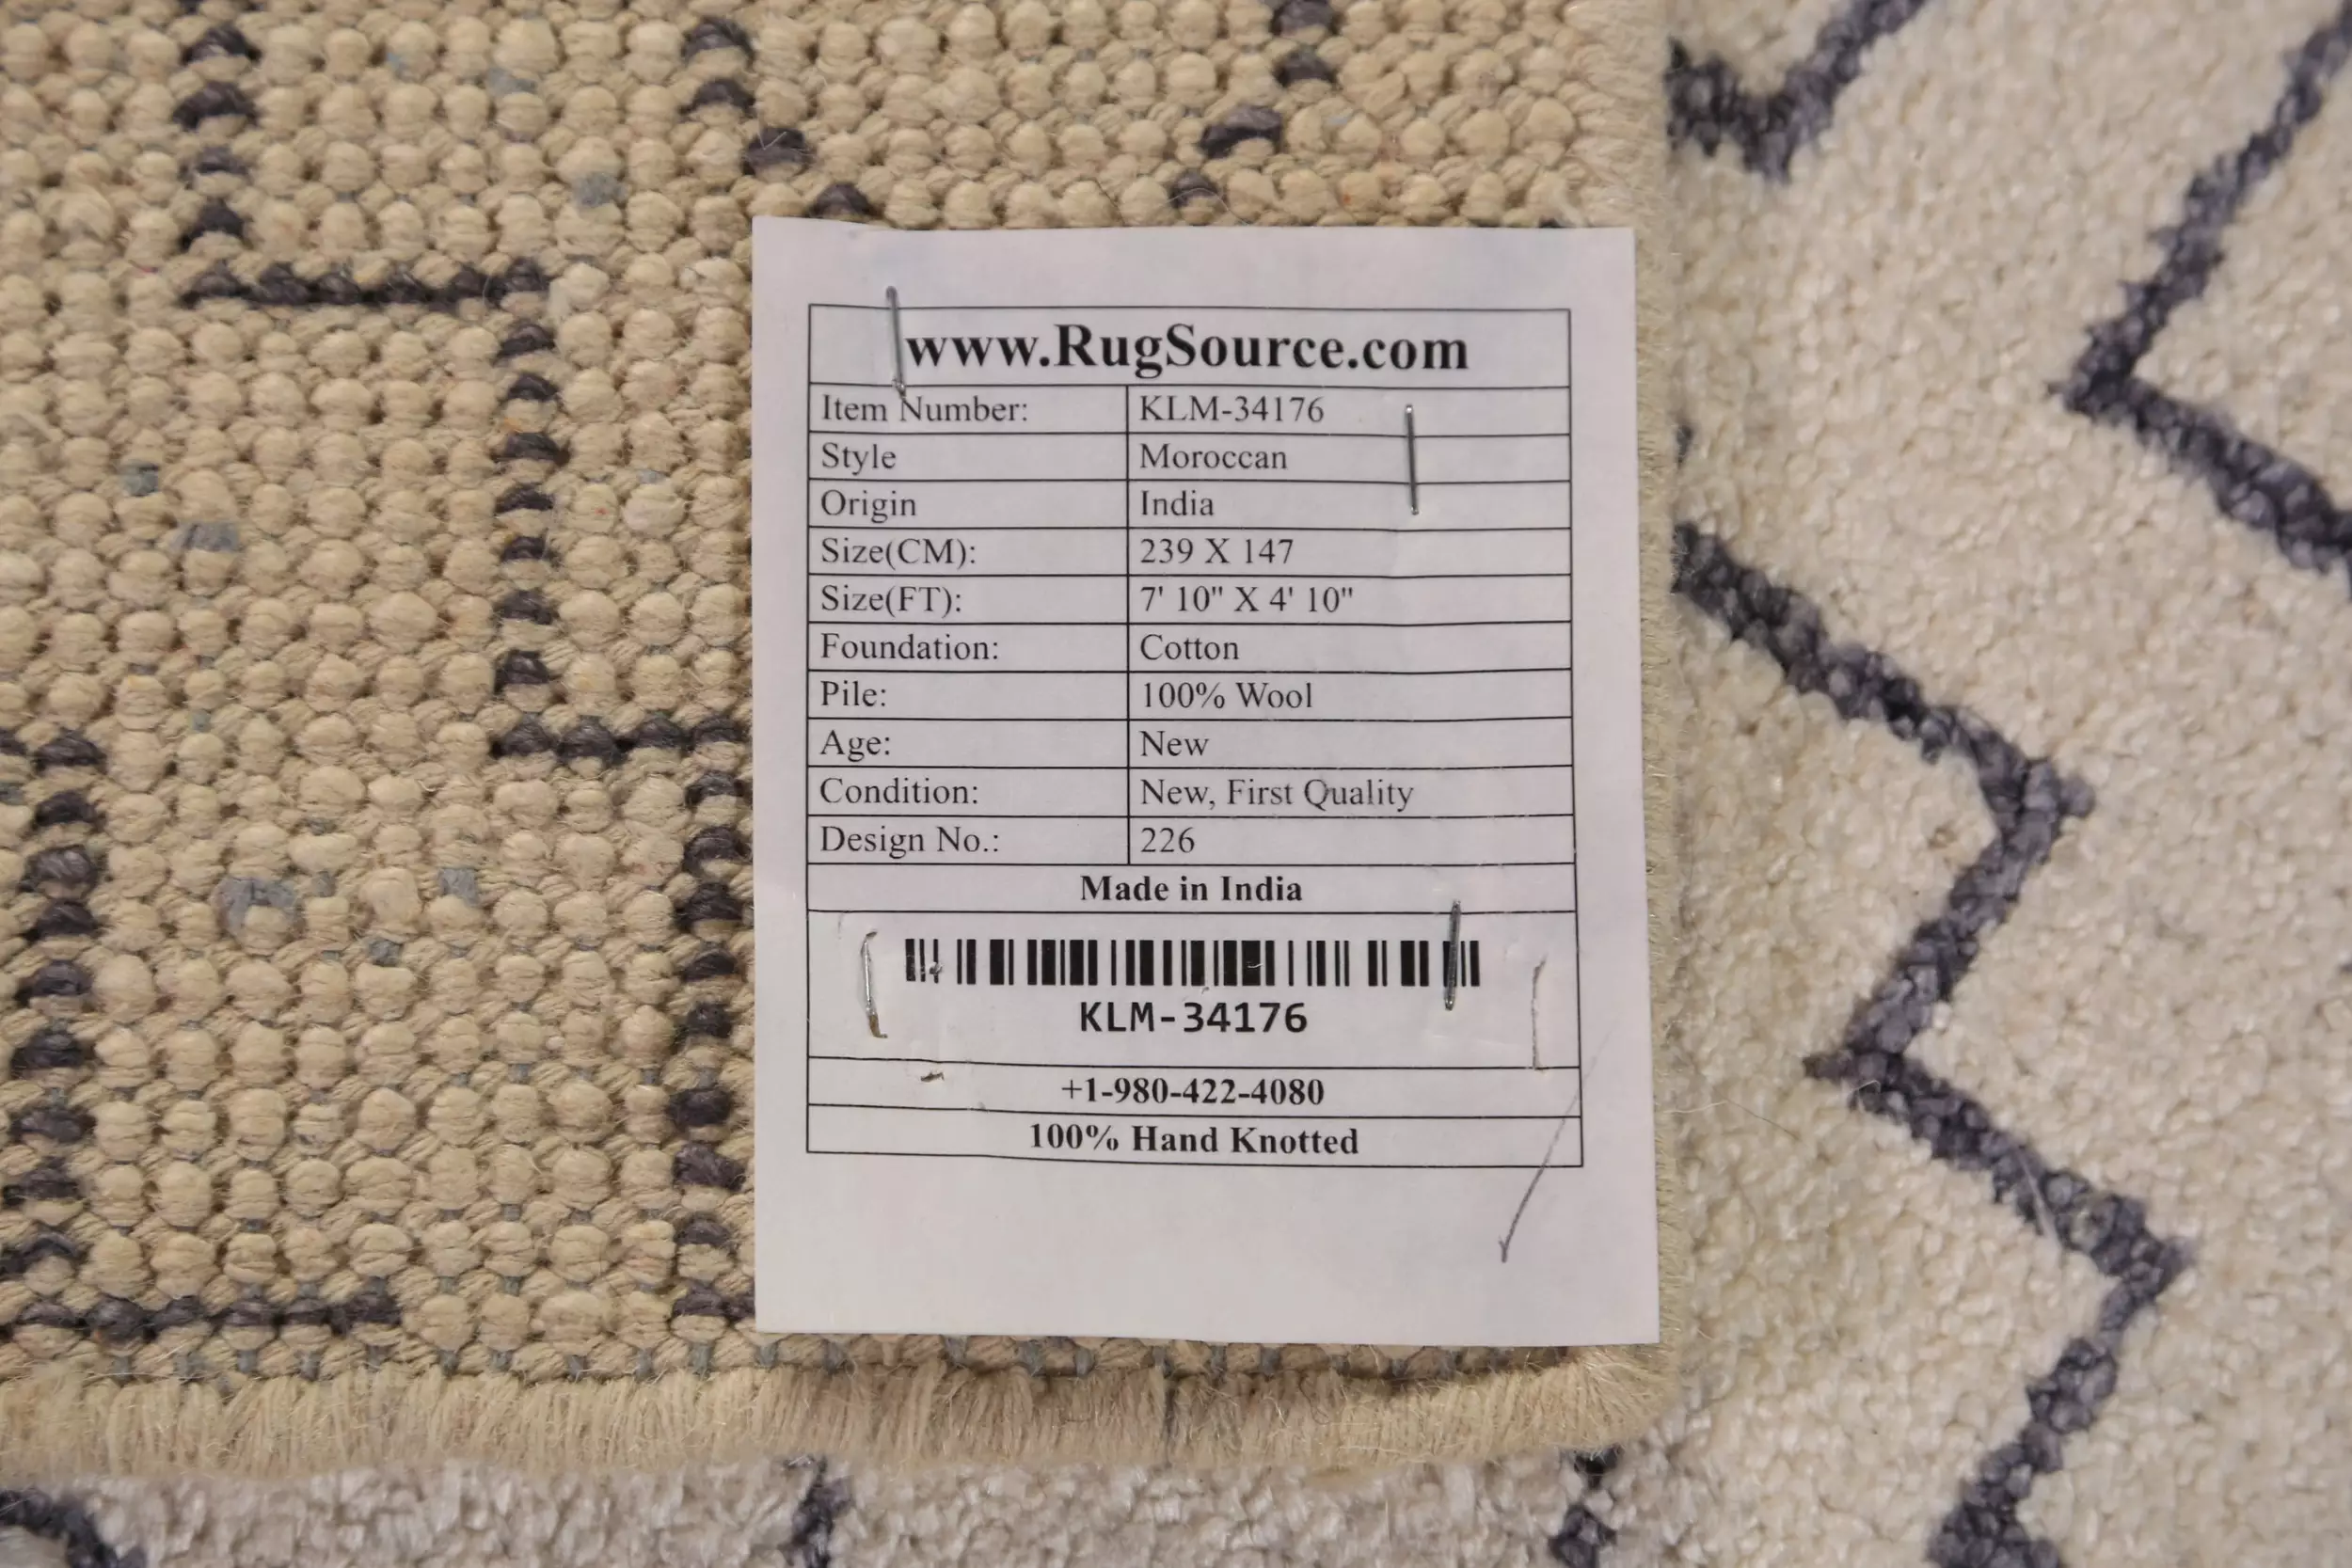 www.RugSource.com
Item Number: KLM-34176
Style Moroccan
Origin India
Size(CM): 239 X 147
Size(FT): 7' 10" X 4' 10"
Foundation: Cotton
Pile: 100% Wool
Age: New
Condition: New, First Quality
Design No.: 226
Made in India
KLM-34176
+1-980-422-4080
100% Hand Knotted